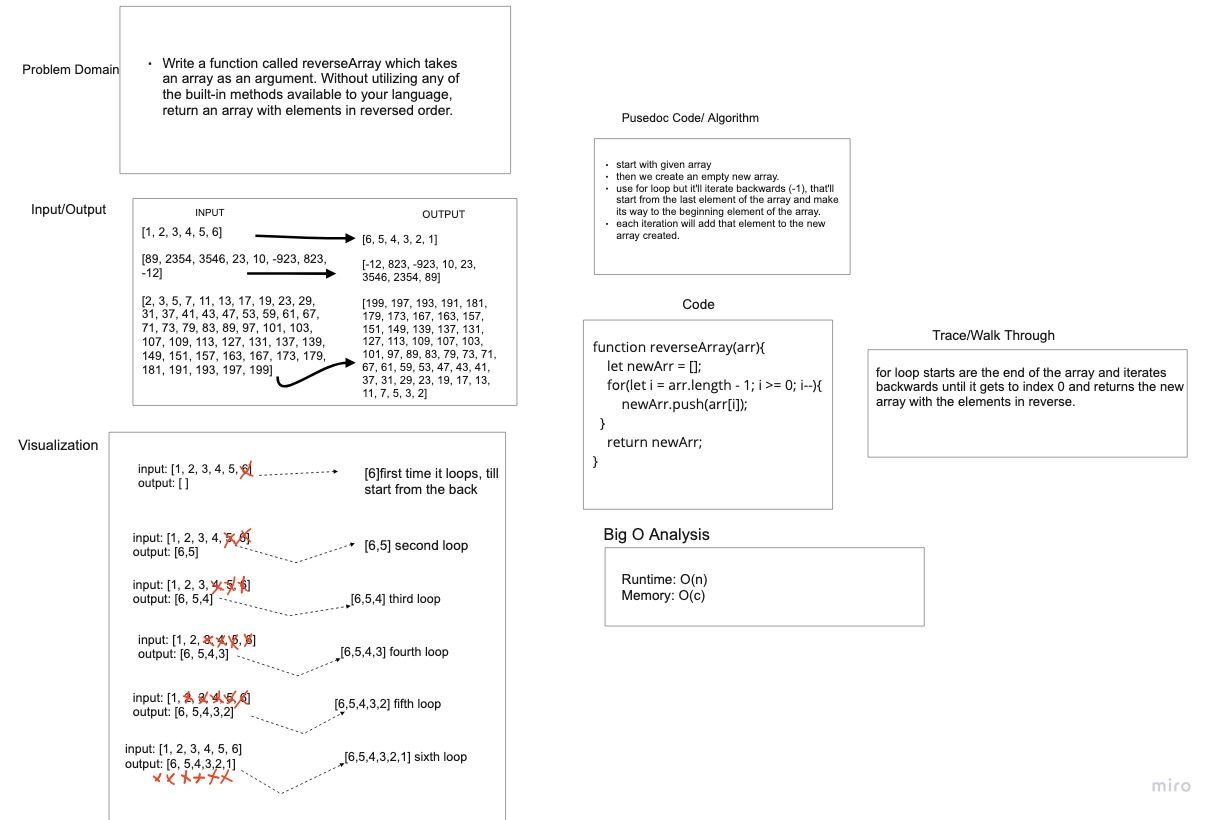 Problem Domain
• Write a function called reverseArray which takes
an array as an argument. Without utilizing any of
the built-in methods available to your language,
return an array with elements in reversed order.
Input/Output
INPUT
OUTPUT
[1, 2, 3, 4, 5, 6]
[6, 5, 4, 3, 2, 1]
[89, 2354, 3546, 23, 10, -923, 823,
-12]
[-12, 823, -923, 10, 23,
3546, 2354, 89]
[2, 3, 5, 7, 11, 13, 17, 19, 23, 29,
31, 37, 41, 43, 47, 53, 59, 61, 67,
71, 73, 79, 83, 89, 97, 101, 103,
107, 109, 113, 127, 131, 137, 139,
149, 151, 157, 163, 167, 173, 179,
181, 191, 193, 197, 199]
[199, 197, 193, 191, 181,
179, 173, 167, 163, 157,
151, 149, 139, 137, 131,
127, 113, 109, 107, 103,
101, 97, 89, 83, 79, 73, 71,
67, 61, 59, 53, 47, 43, 41,
37, 31, 29, 23, 19, 17, 13,
11, 7, 5, 3, 2]
Visualization
input: [1, 2, 3, 4, 5, 6]
output: [ ]
[6]first time it loops, till
start from the back
input: [1, 2, 3, 4, 5, 6]
output: [6,5]
[6,5] second loop
input: [1, 2, 3, 4, 5, 6]
output: [6, 5,4]
[6,5,4] third loop
input: [1, 2, 3, 4, 5, 6]
output: [6, 5,4,3]
[6,5,4,3] fourth loop
input: [1, 2, 3, 4, 5, 6]
output: [6, 5,4,3,2]
[6,5,4,3,2] fifth loop
input: [1, 2, 3, 4, 5, 6]
output: [6, 5,4,3,2,1]
[6,5,4,3,2,1] sixth loop
Pusedoc Code/ Algorithm
• start with given array
• then we create an empty new array.
• use for loop but it'll iterate backwards (-1), that'll
start from the last element of the array and make
its way to the beginning element of the array.
• each iteration will add that element to the new
array created.
Code
function reverseArray(arr){
let newArr = [];
for(let i = arr.length - 1; i >= 0; i--){
newArr.push(arr[i]);
}
return newArr;
}
Trace/Walk Through
for loop starts are the end of the array and iterates
backwards until it gets to index 0 and returns the new
array with the elements in reverse.
Big O Analysis
Runtime: O(n)
Memory: O(c)
miro